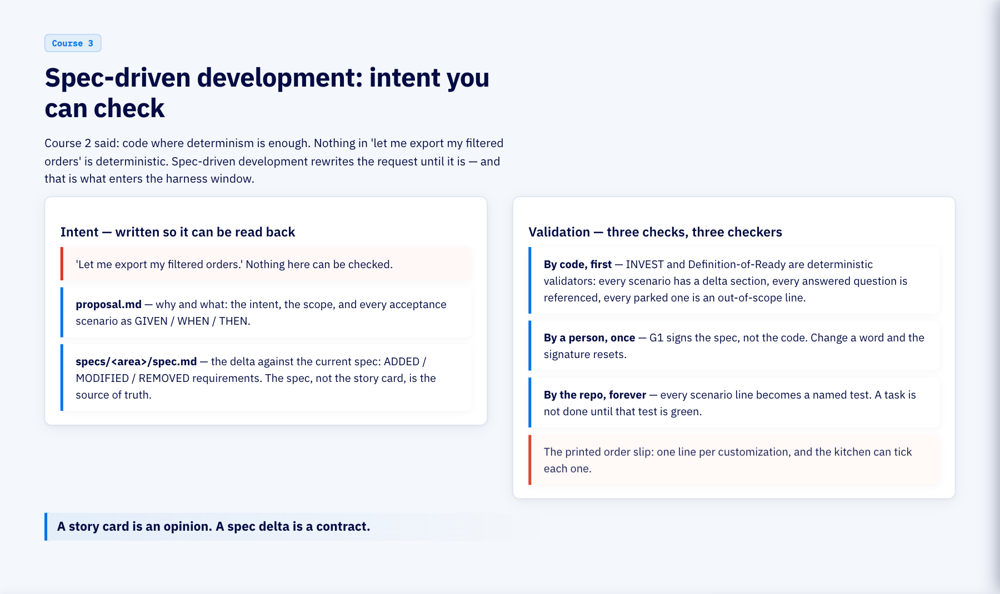 Course 3
Spec-driven development: intent you
can check
Course 2 said: code where determinism is enough. Nothing in 'let me export my filtered
orders' is deterministic. Spec-driven development rewrites the request until it is — and
that is what enters the harness window.
Intent — written so it can be read back
'Let me export my filtered orders.' Nothing here can be checked.
proposal.md — why and what: the intent, the scope, and every acceptance
scenario as GIVEN / WHEN / THEN.
specs/<area>/spec.md — the delta against the current spec: ADDED /
MODIFIED / REMOVED requirements. The spec, not the story card, is the
source of truth.
Validation — three checks, three checkers
By code, first — INVEST and Definition-of-Ready are deterministic
validators: every scenario has a delta section, every answered question is
referenced, every parked one is an out-of-scope line.
By a person, once — G1 signs the spec, not the code. Change a word and the
signature resets.
By the repo, forever — every scenario line becomes a named test. A task is
not done until that test is green.
The printed order slip: one line per customization, and the kitchen can tick
each one.
A story card is an opinion. A spec delta is a contract.